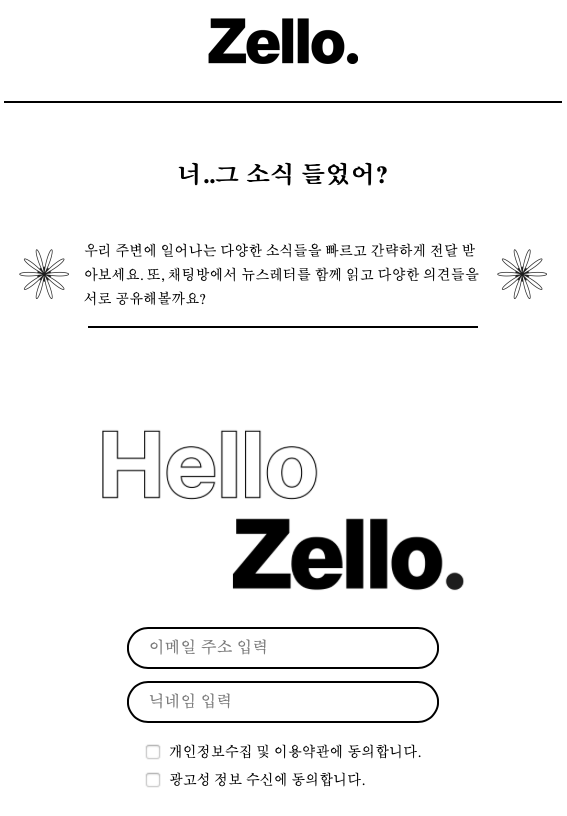 Zello.
너..그 소식 들었어?
우리 주변에 일어나는 다양한 소식들을 빠르고 간략하게 전달 받
아보세요. 또, 채팅방에서 뉴스레터를 함께 읽고 다양한 의견들을
서로 공유해볼까요?
Hello
Zello.
이메일 주소 입력
닉네임 입력
개인정보수집 및 이용약관에 동의합니다.
광고성 정보 수신에 동의합니다.